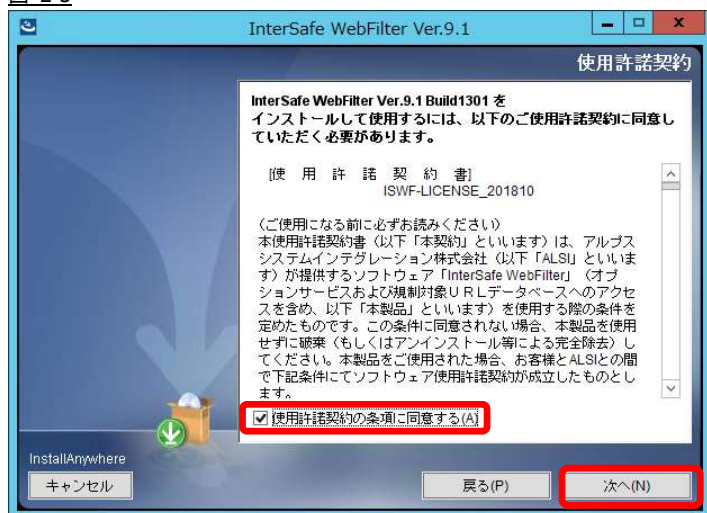 InterSafe WebFilter Ver.9.1
使用許諾契約
InterSafe WebFilter Ver.9.1 Build1301 を
インストールして使用するには、以下のご使用許諾契約に同意し
ていただく必要があります。
[使 用 許 諾 契 約 書]
ISWF-LICENSE_201810
（ご使用になる前に必ずお読みください）
本使用許諾契約書（以下「本契約」といいます）は、アルプス
システムインテグレーション株式会社（以下「ALSI」といいま
す）が提供するソフトウェア「InterSafe WebFilter」（オプ
ションサービスおよび規制対象ＵＲＬデータベースへのアクセ
スを含め、以下「本製品」といいます）を使用する際の条件を
定めたものです。この条件に同意されない場合、本製品を使用
せずに破棄（もしくはアンインストール等による完全除去）し
てください。本製品をご使用された場合、お客様とALSIとの間
で下記条件にてソフトウェア使用許諾契約が成立したものとし
ます。
使用許諾契約の条項に同意する(A)
InstallAnywhere
キャンセル
戻る(P)
次へ(N)